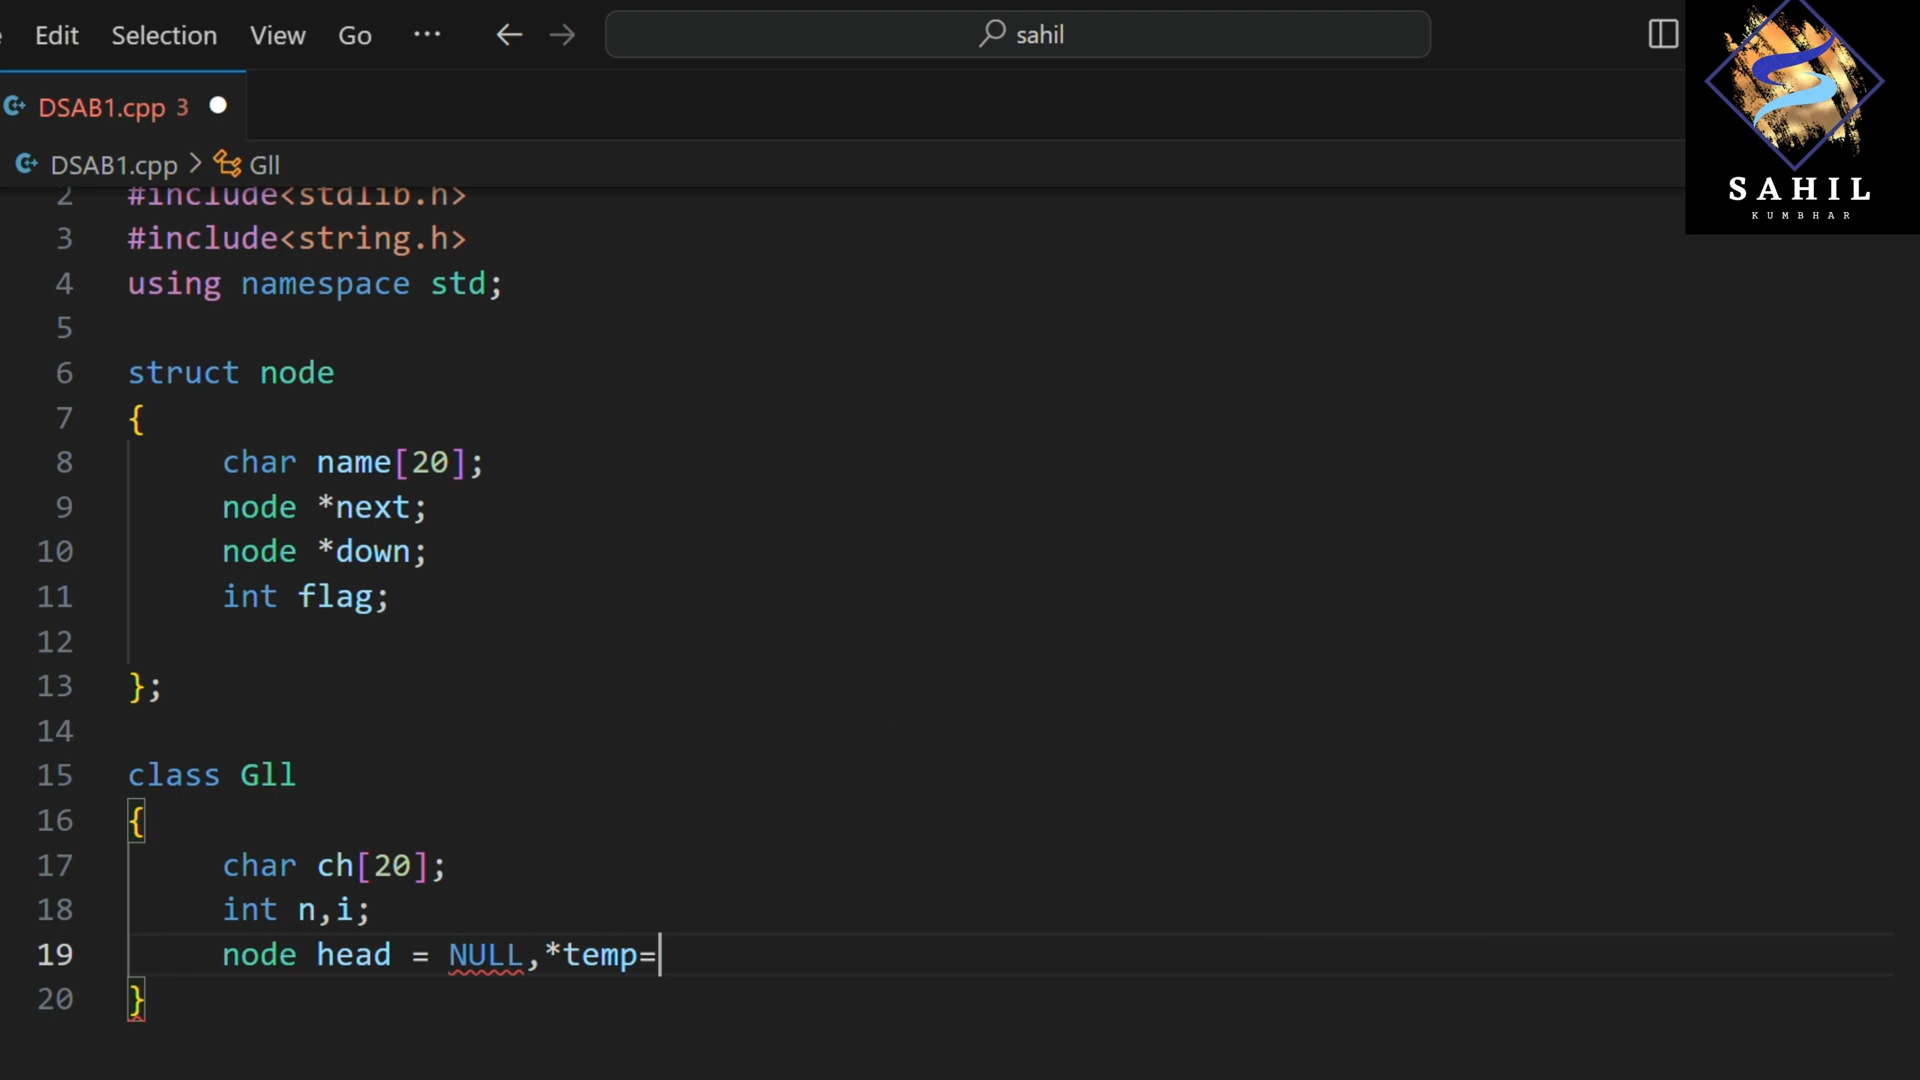 Edit Selection View Go ··· sahil
DSAB1.cpp 3
DSAB1.cpp > Gll
SAHIL
KUMBHAR
2 #include<stdlib.h>
3 #include<string.h>
4 using namespace std;
5
6 struct node
7 {
8 char name[20];
9 node *next;
10 node *down;
11 int flag;
12
13 };
14
15 class Gll
16 {
17 char ch[20];
18 int n,i;
19 node head = NULL,*temp=
20 }